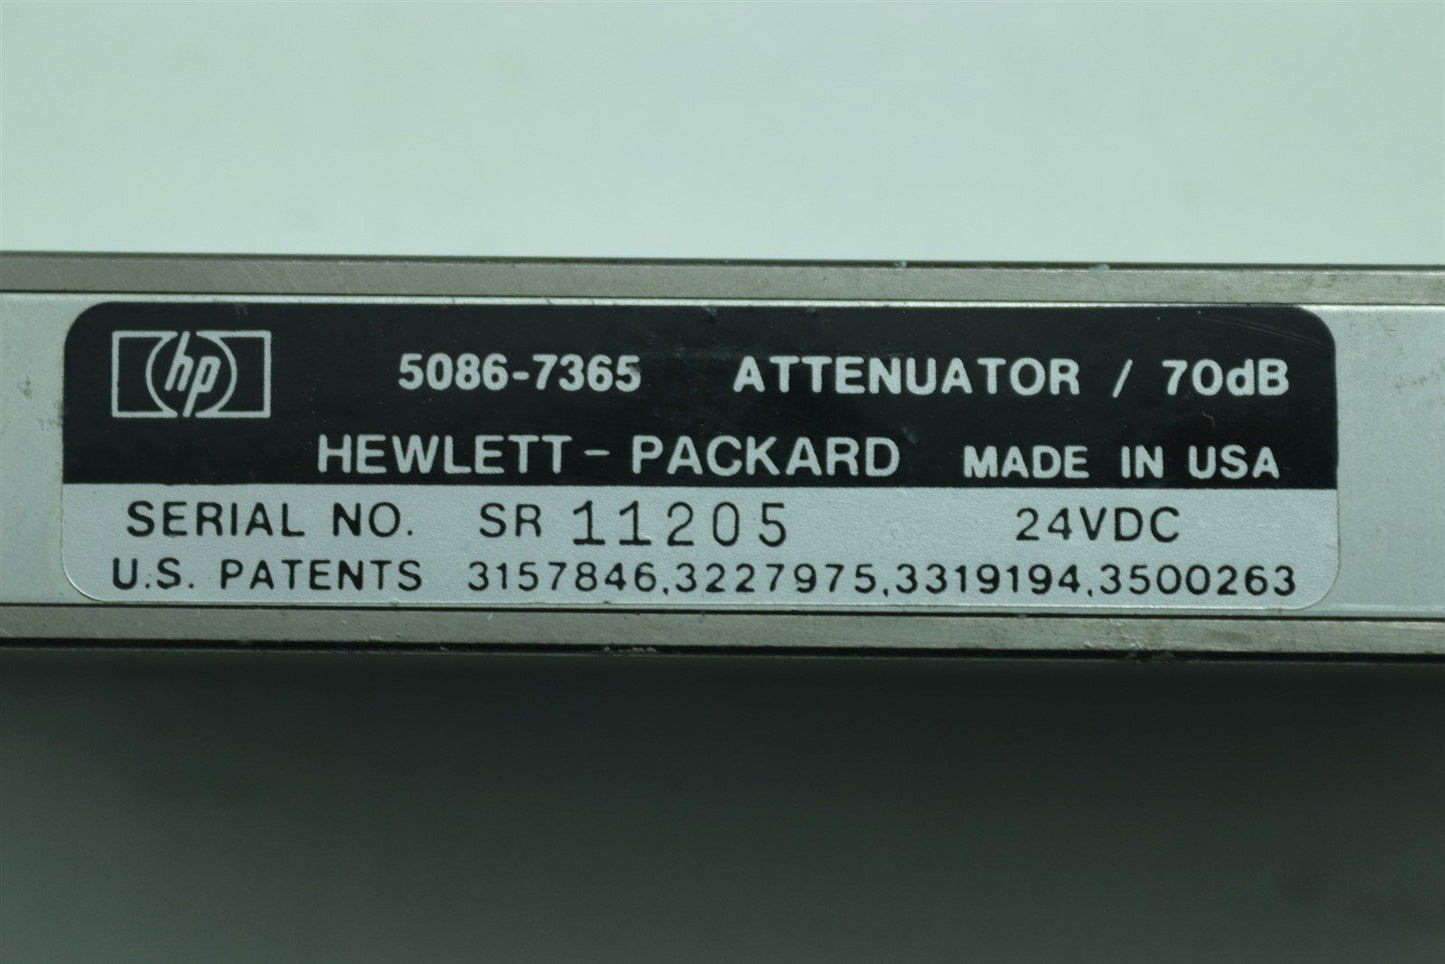 hp 5086-7365 ATTENUATOR / 70dB
HEWLETT-PACKARD MADE IN USA
SERIAL NO. SR 11205 24VDC
U.S. PATENTS 3157846,3227975,3319194,3500263